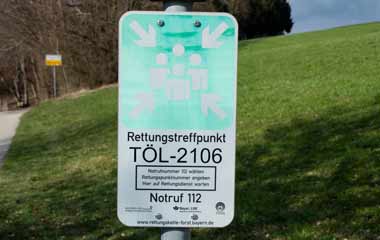 Rettungstreffpunkt
TÖL-2106
Notrufnummer 112 wählen
Rettungspunktnummer angeben
Hier auf Rettungsdienst warten
Notruf 112
www.rettungskette-forst.bayern.de